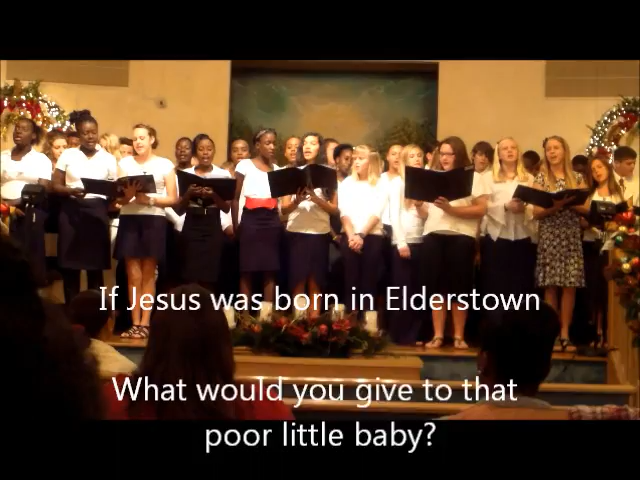 If Jesus was born in Elderstown
What would you give to that
poor little baby?